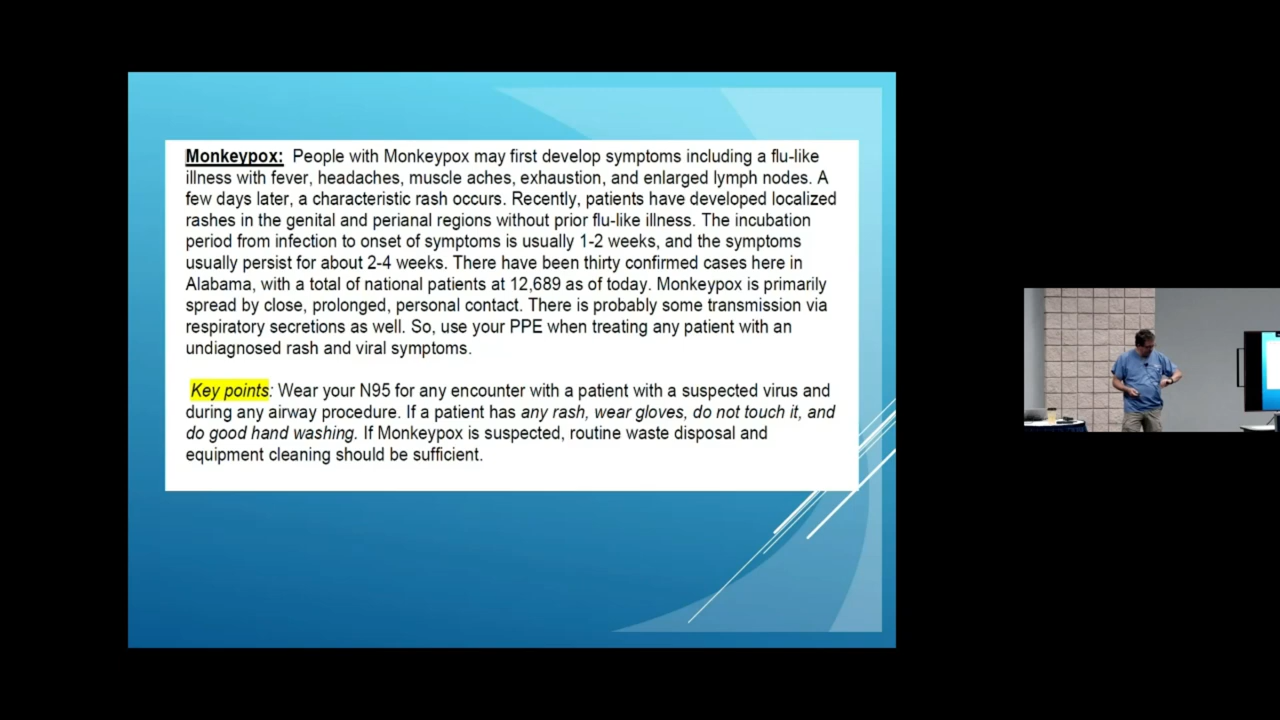 Monkeypox: People with Monkeypox may first develop symptoms including a flu-like
illness with fever, headaches, muscle aches, exhaustion, and enlarged lymph nodes. A
few days later, a characteristic rash occurs. Recently, patients have developed localized
rashes in the genital and perianal regions without prior flu-like illness. The incubation
period from infection to onset of symptoms is usually 1-2 weeks, and the symptoms
usually persist for about 2-4 weeks. There have been thirty confirmed cases here in
Alabama, with a total of national patients at 12,689 as of today. Monkeypox is primarily
spread by close, prolonged, personal contact. There is probably some transmission via
respiratory secretions as well. So, use your PPE when treating any patient with an
undiagnosed rash and viral symptoms.
Key points: Wear your N95 for any encounter with a patient with a suspected virus and
during any airway procedure. If a patient has any rash, wear gloves, do not touch it, and
do good hand washing. If Monkeypox is suspected, routine waste disposal and
equipment cleaning should be sufficient.